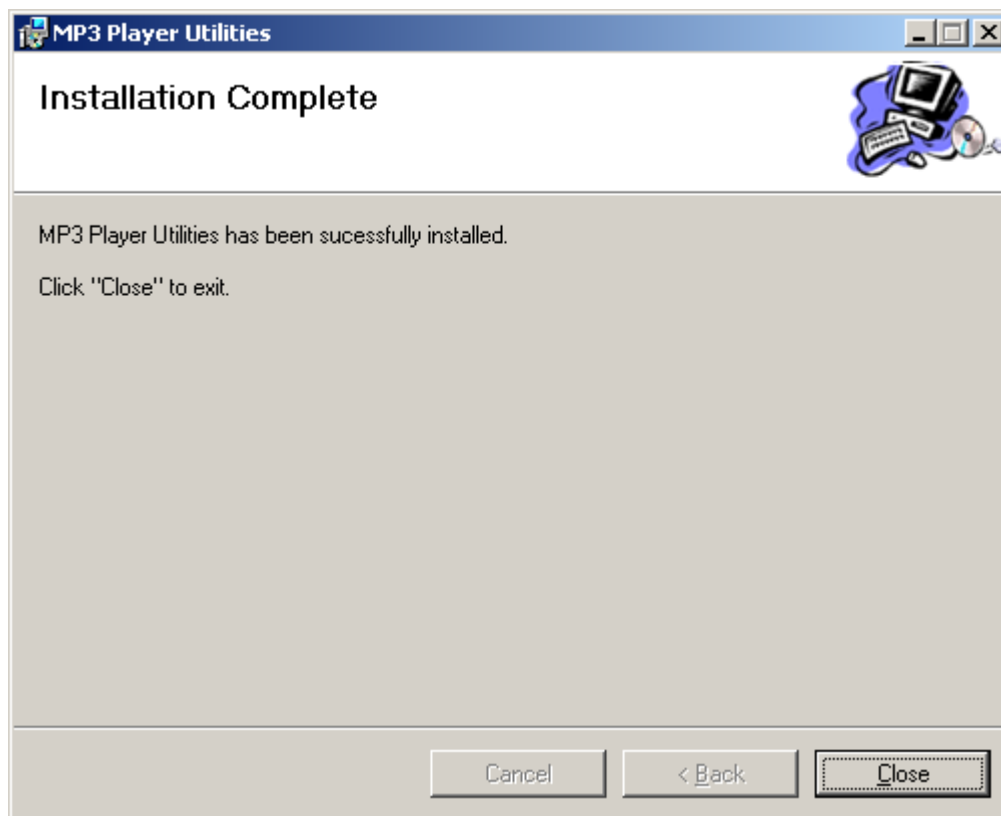 MP3 Player Utilities
Installation Complete
MP3 Player Utilities has been sucessfully installed.
Click "Close" to exit.
Cancel
< Back
Close